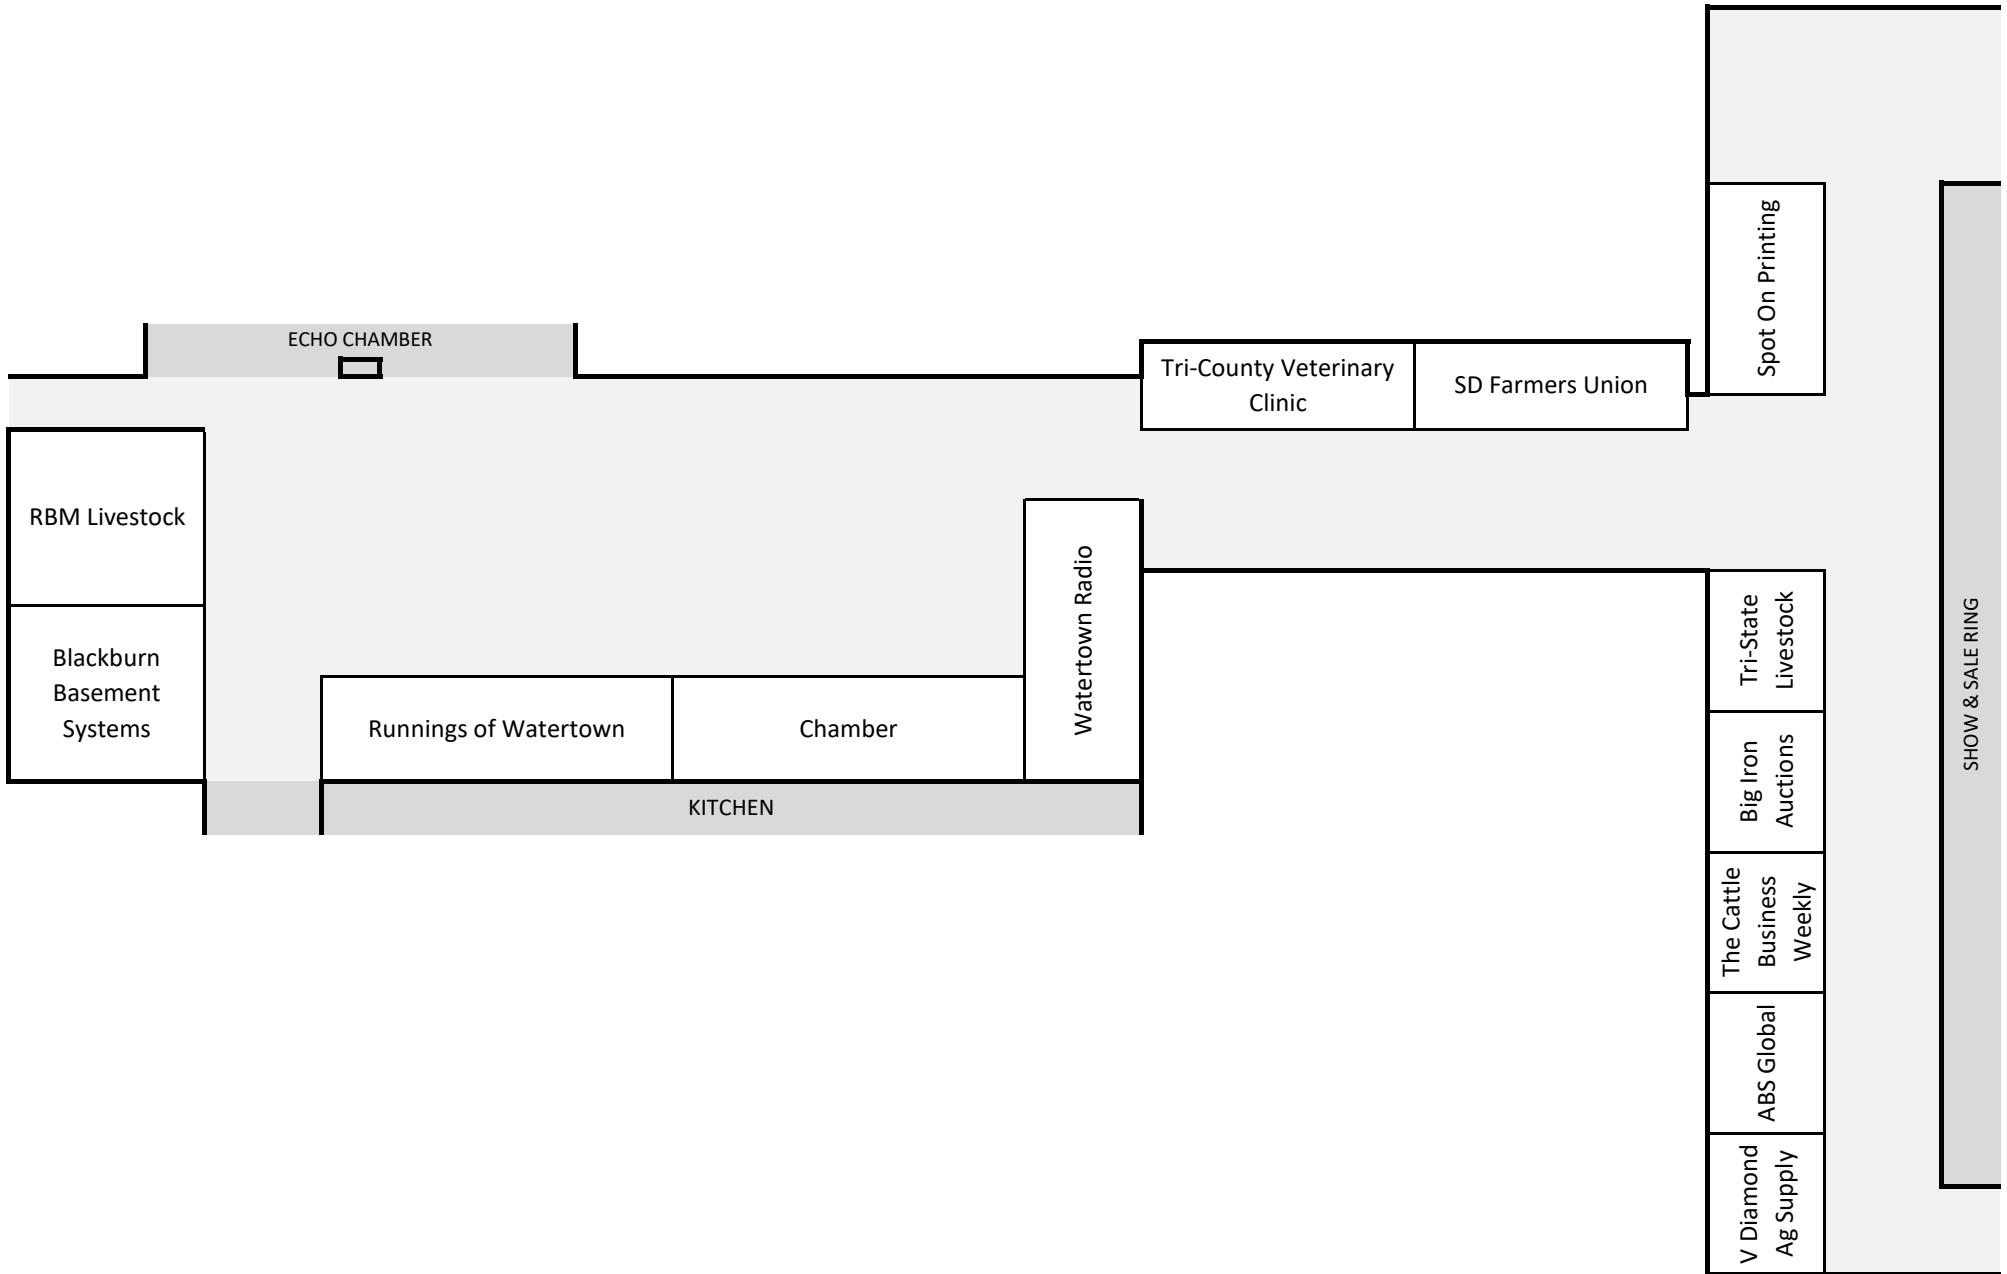 ECHO CHAMBER
Tri-County Veterinary
Clinic
SD Farmers Union
Spot On Printing
RBM Livestock
Blackburn
Basement
Systems
Runnings of Watertown
Chamber
Watertown Radio
KITCHEN
Tri-State
Livestock
Big Iron
Auctions
The Cattle
Business
Weekly
ABS Global
V Diamond
Ag Supply
SHOW & SALE RING